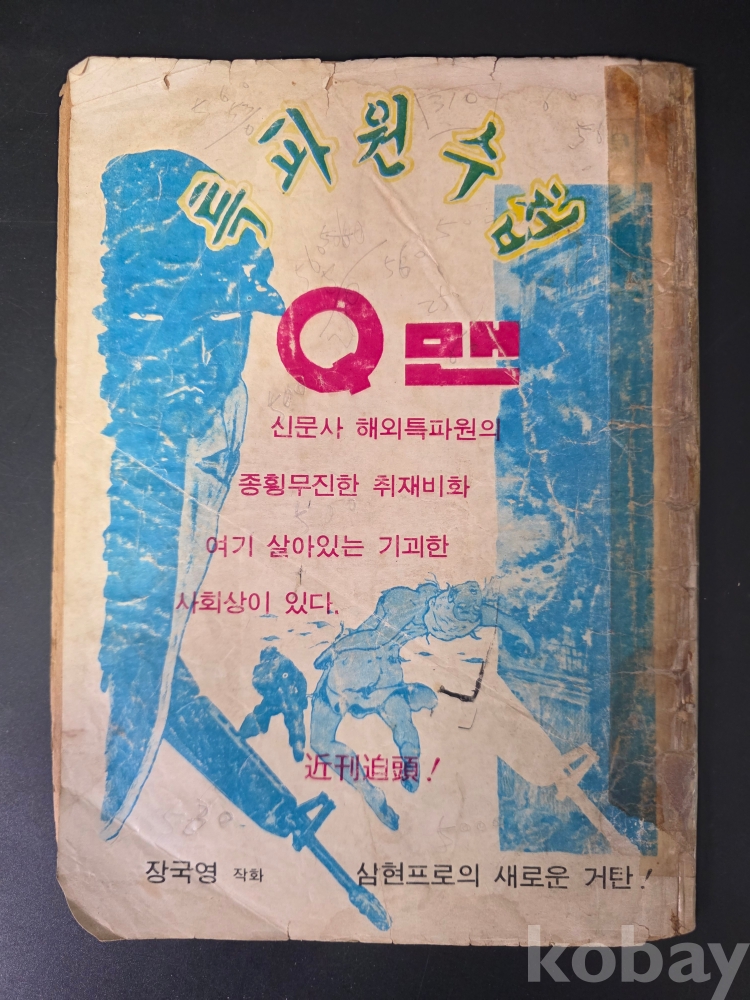 특파원수첩
Q맨
신문사 해외특파원의
종횡무진한 취재비화
여기 살아있는 기괴한
사회상이 있다.
近刊迫頭!
장국영 작화 삼현프로의 새로운 거탄!
kobay